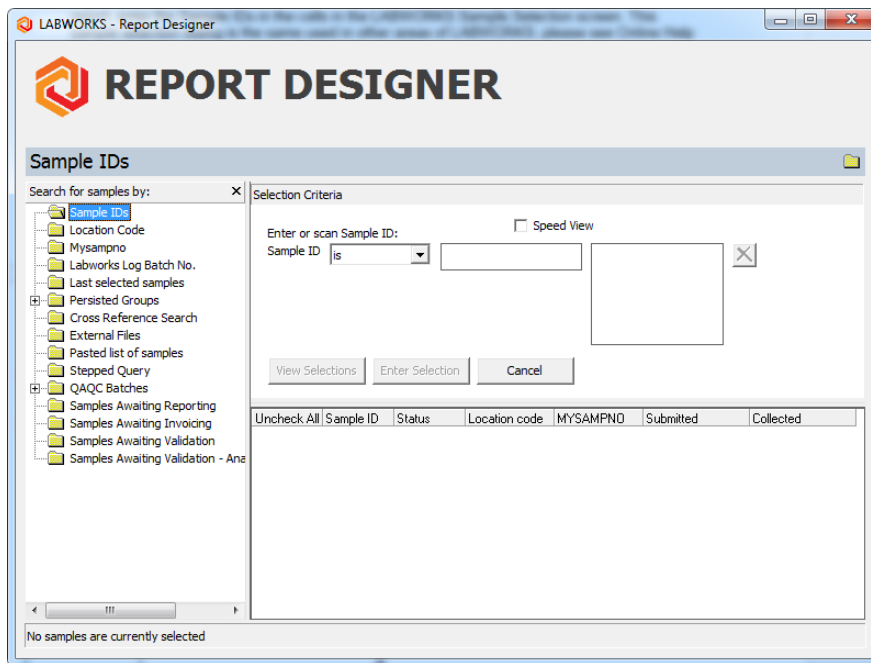 LABWORKS - Report Designer
REPORT DESIGNER
Sample IDs
Search for samples by:
Sample IDs
Location Code
Mysampno
Labworks Log Batch No.
Last selected samples
Persisted Groups
Cross Reference Search
External Files
Pasted list of samples
Stepped Query
QAQC Batches
Samples Awaiting Reporting
Samples Awaiting Invoicing
Samples Awaiting Validation
Samples Awaiting Validation - Ana
Selection Criteria
Speed View
Enter or scan Sample ID:
Sample ID is
View Selections Enter Selection Cancel
Uncheck All Sample ID Status Location code MYSAMPNO Submitted Collected
No samples are currently selected